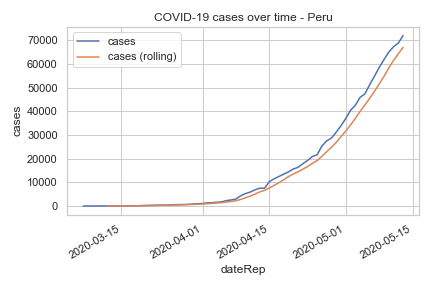 COVID-19 cases over time - Peru
cases
cases (rolling)
70000
60000
50000
40000
30000
20000
10000
0
cases
2020-03-15
2020-04-01
2020-04-15
2020-05-01
2020-05-15
dateRep